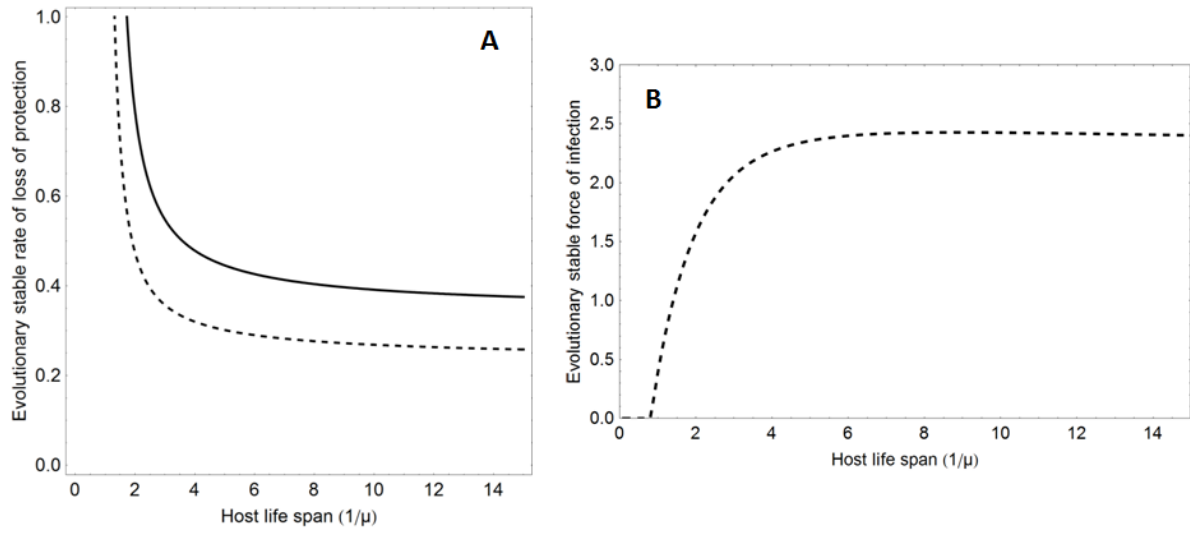 A
1.0
0.8
0.6
0.4
0.2
0.0
Evolutionary stable rate of loss of protection
0 2 4 6 8 10 12 14
Host life span (1/μ)
B
3.0
2.5
2.0
1.5
1.0
0.5
0.0
Evolutionary stable force of infection
0 2 4 6 8 10 12 14
Host life span (1/μ)